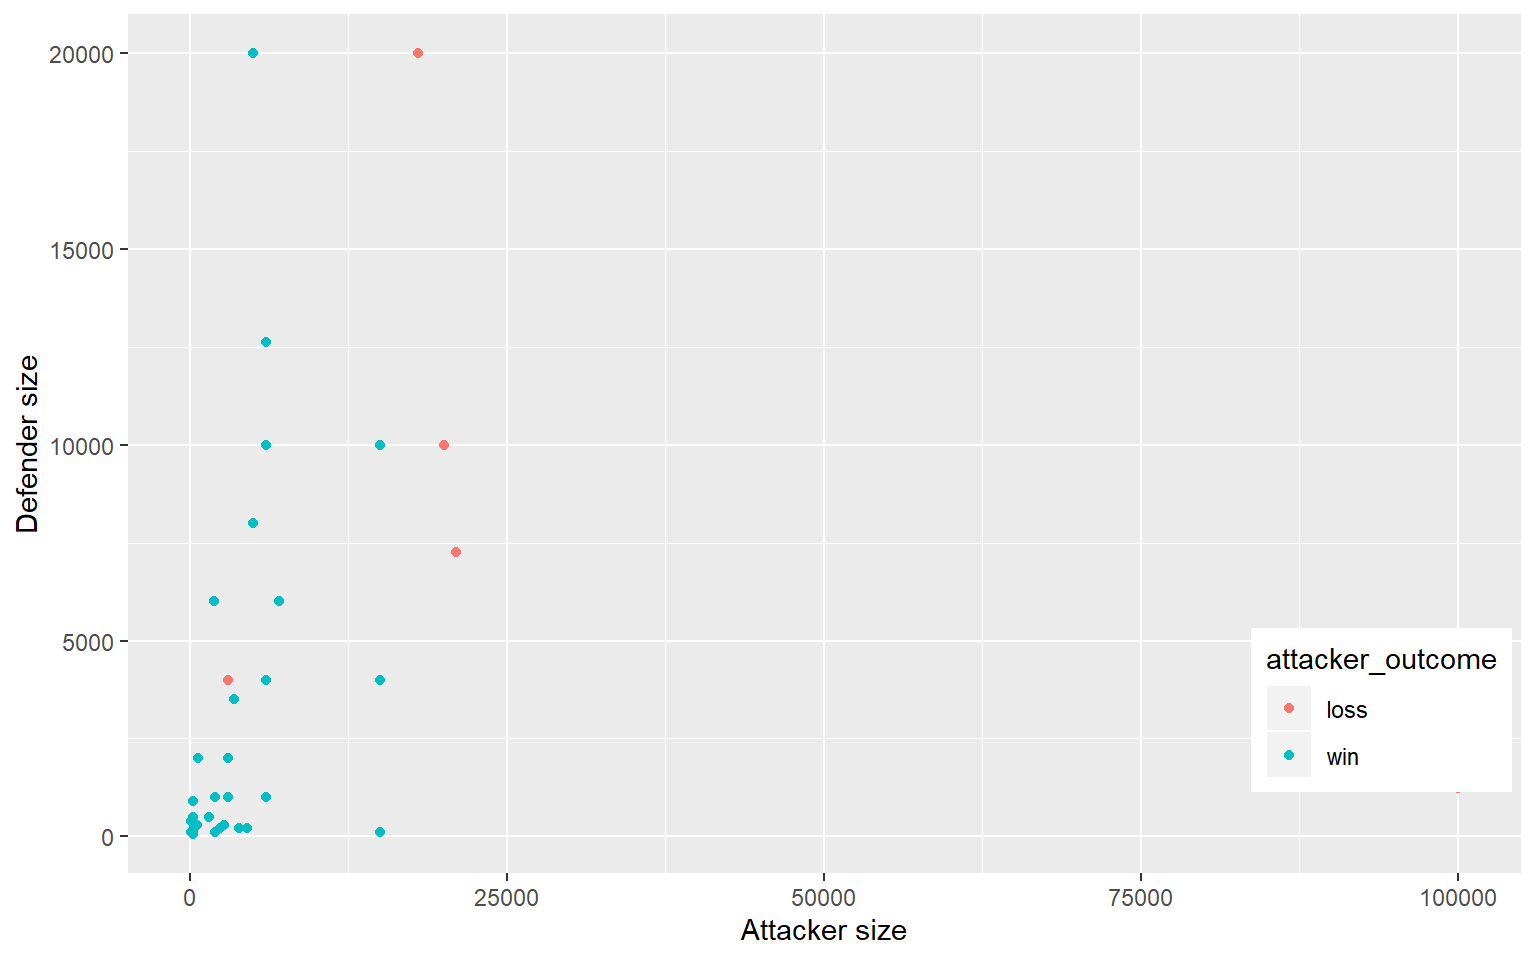 20000
15000
10000
5000
0
Defender size
attacker_outcome
loss
win
0 25000 50000 75000 100000
Attacker size